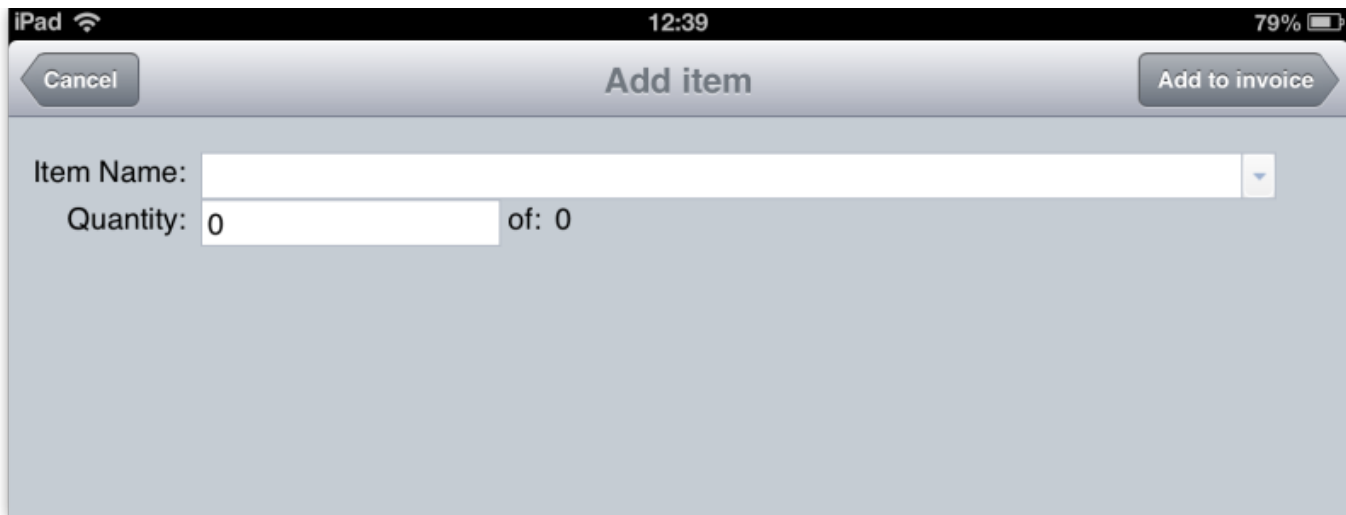 iPad 12:39 79%
Cancel Add item Add to invoice
Item Name:
Quantity: 0 of: 0